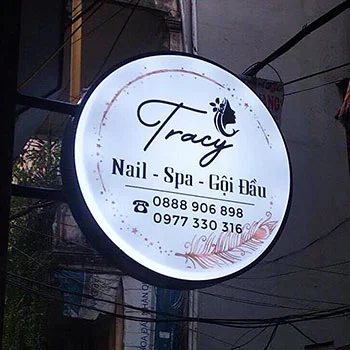 Tracy
Nail - Spa - Gội Đầu
☎ 0888 906 898
0977 330 316